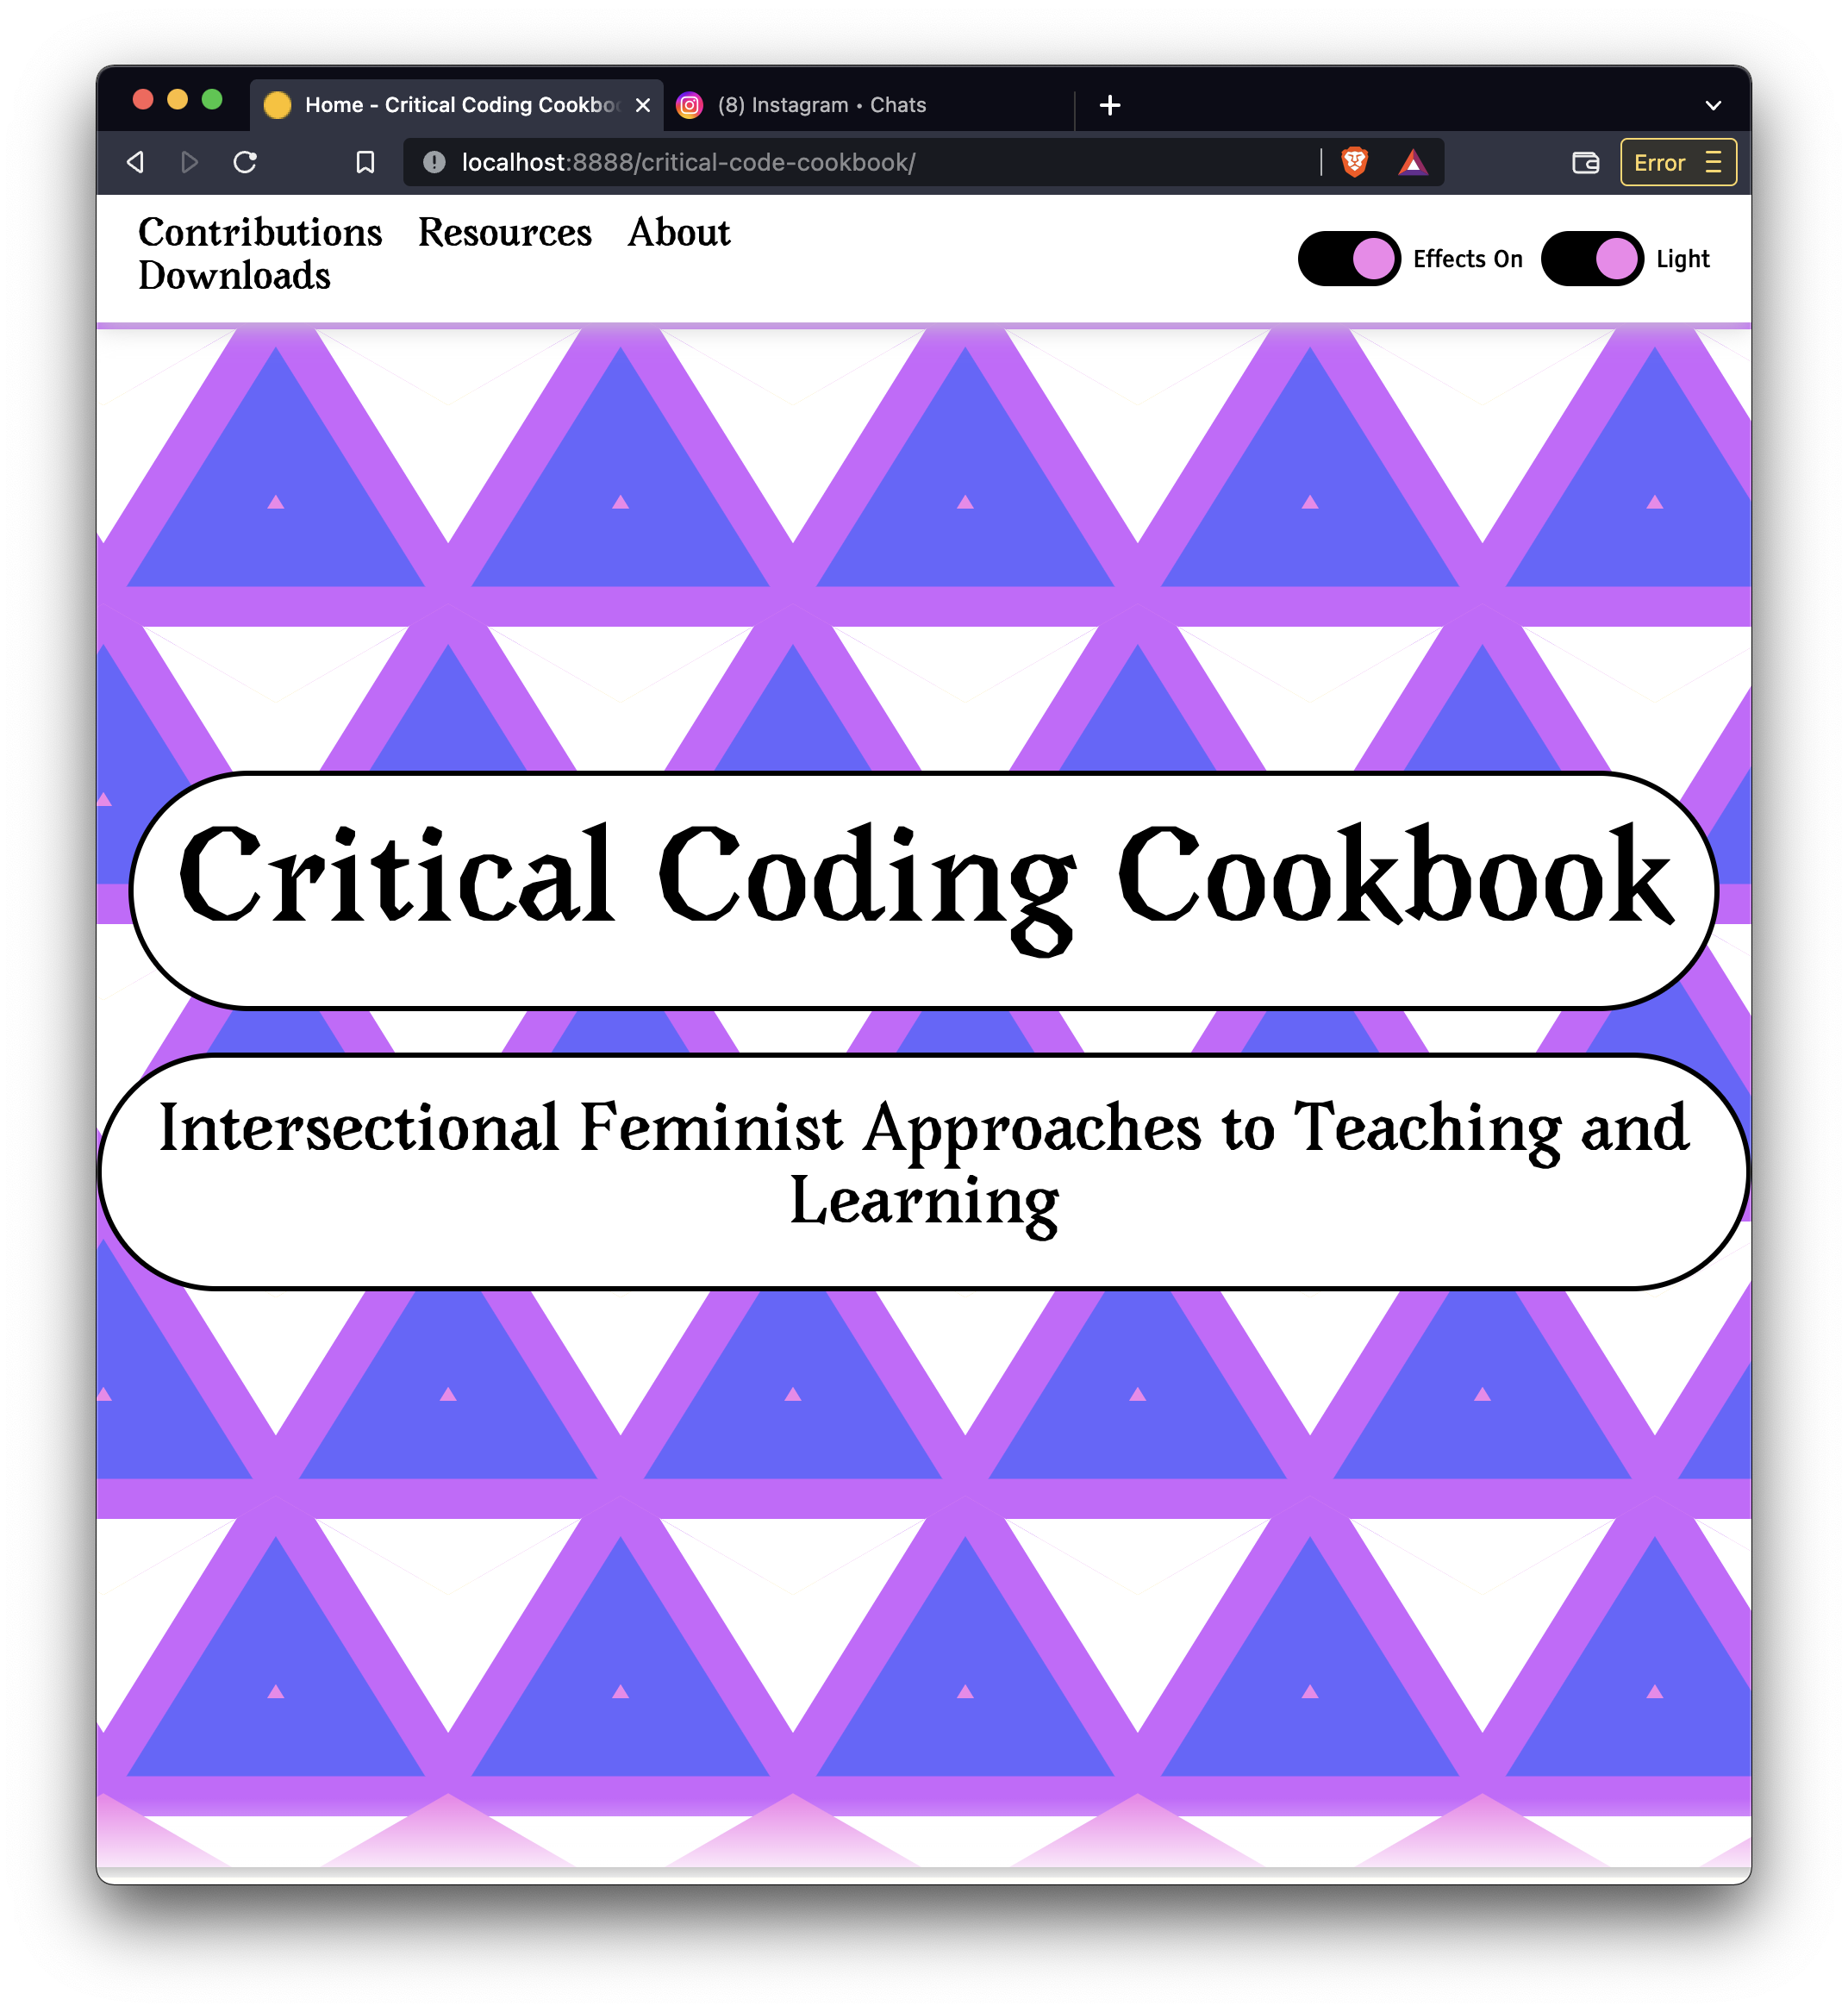 Home - Critical Coding Cookbo
(8) Instagram • Chats
localhost:8888/critical-code-cookbook/
Error
Contributions Resources About
Downloads
Effects On
Light
Critical Coding Cookbook
Intersectional Feminist Approaches to Teaching and
Learning